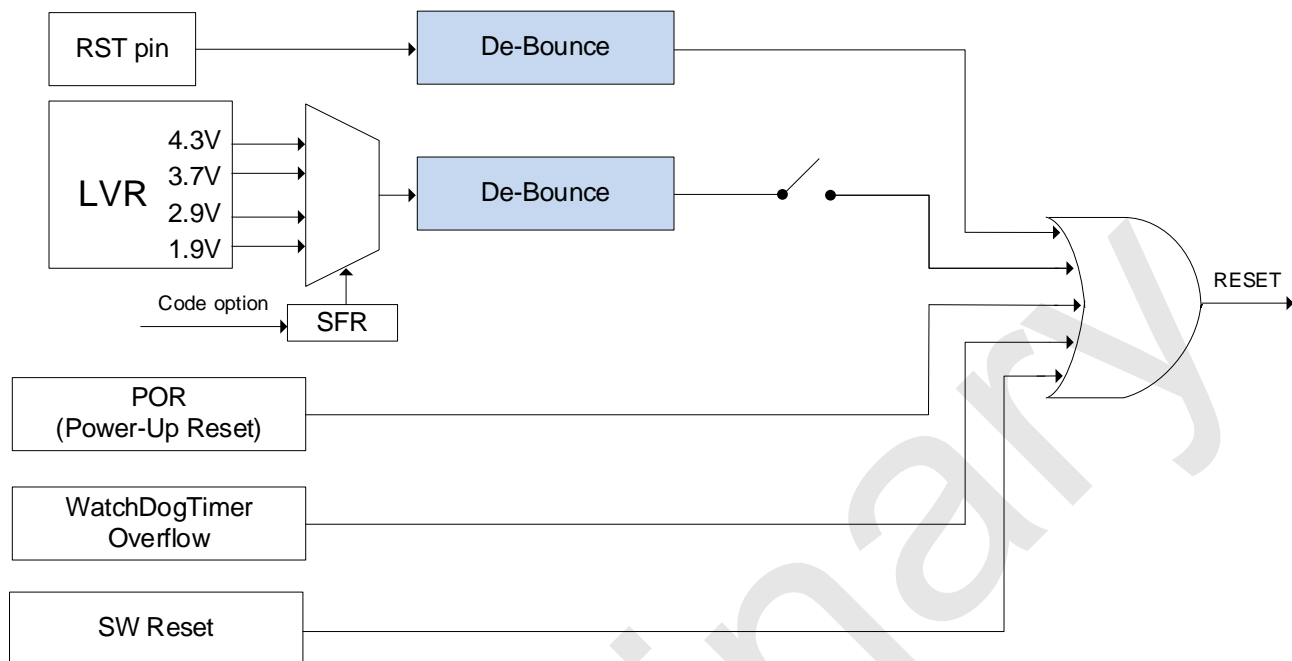 RST pin
De-Bounce
LVR
4.3V
3.7V
2.9V
1.9V
De-Bounce
Code option
SFR
RESET
POR
(Power-Up Reset)
WatchDogTimer
Overflow
SW Reset
inary